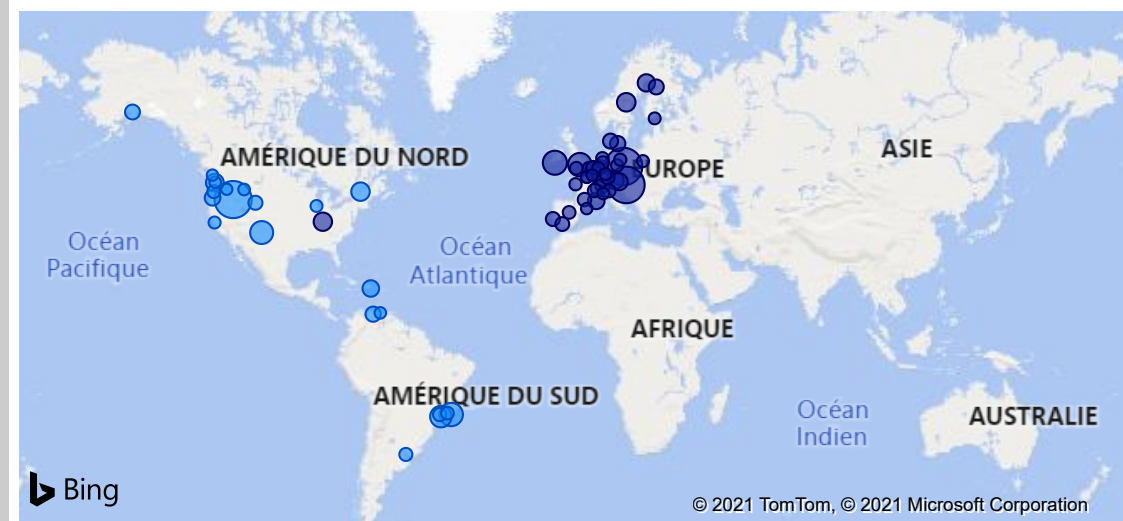 AMÉRIQUE DU NORD
EUROPE
ASIE
Océan
Pacifique
Océan
Atlantique
AFRIQUE
AMÉRIQUE DU SUD
Océan
Indien
AUSTRALIE
Bing
© 2021 TomTom, © 2021 Microsoft Corporation